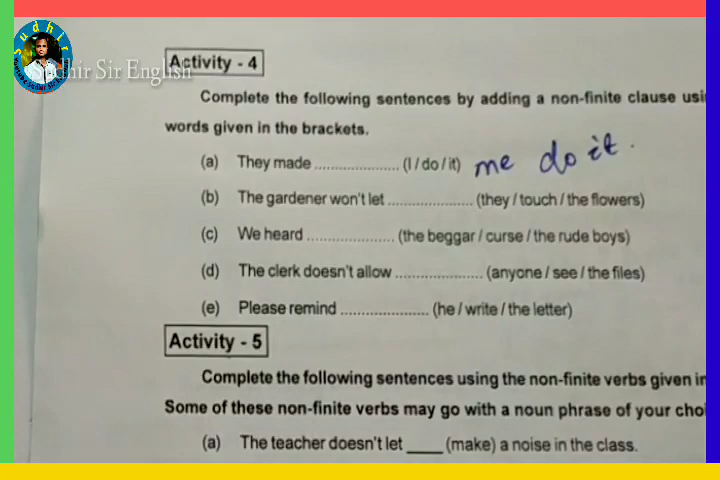 Sudhir
Sudhir Sir English
Activity - 4
Complete the following sentences by adding a non-finite clause usi
words given in the brackets.
(a) They made .................... (I / do / it) me do it.
(b) The gardener won't let .................... (they / touch / the flowers)
(c) We heard .................... (the beggar / curse / the rude boys)
(d) The clerk doesn't allow .................... (anyone / see / the files)
(e) Please remind .................... (he / write / the letter)
Activity - 5
Complete the following sentences using the non-finite verbs given in
Some of these non-finite verbs may go with a noun phrase of your choi
(a) The teacher doesn't let ____ (make) a noise in the class.